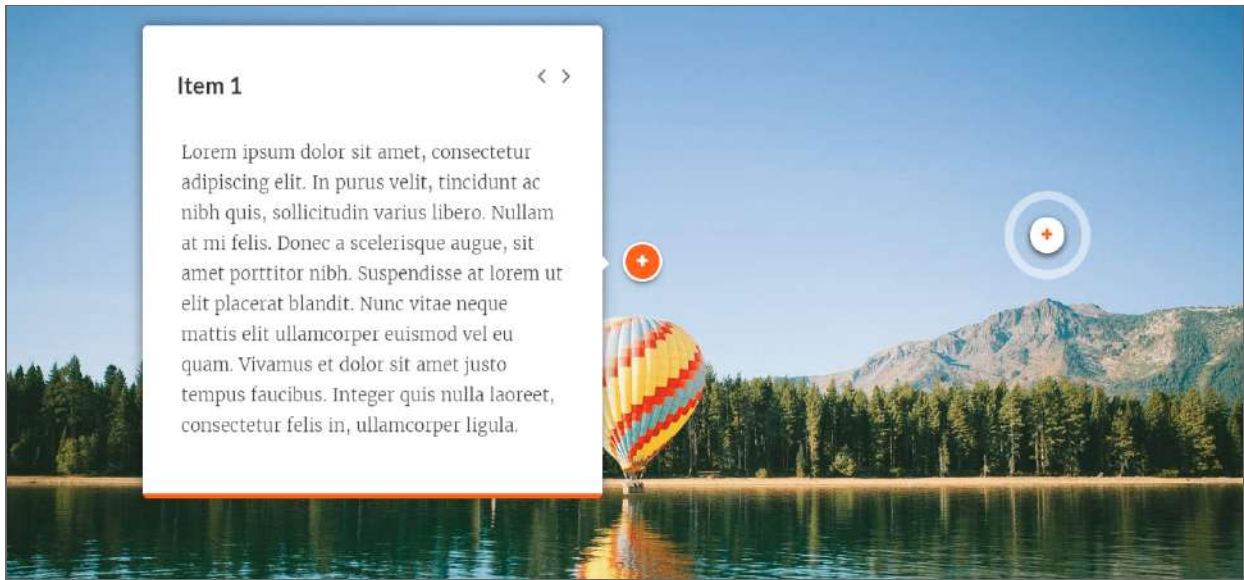 Item 1
Lorem ipsum dolor sit amet, consectetur
adipiscing elit. In purus velit, tincidunt ac
nibh quis, sollicitudin varius libero. Nullam
at mi felis. Donec a scelerisque augue, sit
amet porttitor nibh. Suspendisse at lorem ut
elit placerat blandit. Nunc vitae neque
mattis elit ullamcorper euismod vel eu
quam. Vivamus et dolor sit amet justo
tempus faucibus. Integer quis nulla laoreet,
consectetur felis in, ullamcorper ligula.